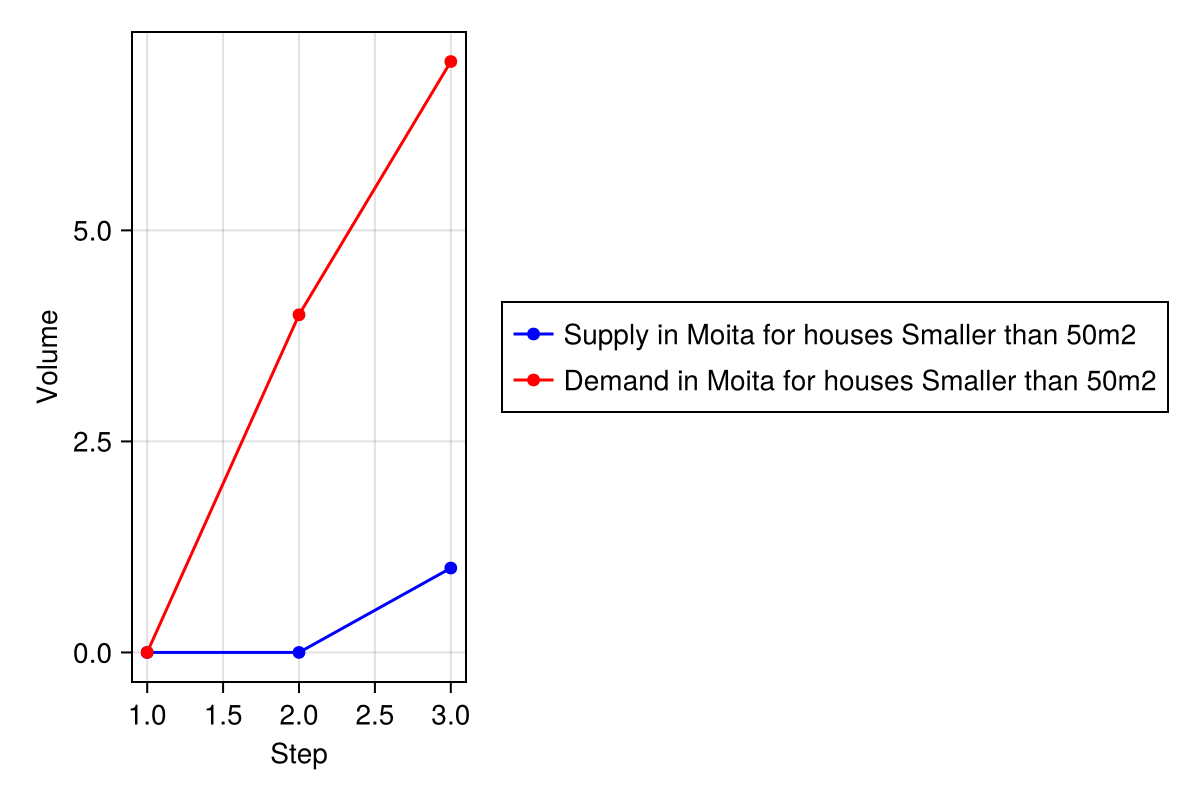 Volume
5.0
2.5
0.0
1.0 1.5 2.0 2.5 3.0
Step
Supply in Moita for houses Smaller than 50m2
Demand in Moita for houses Smaller than 50m2